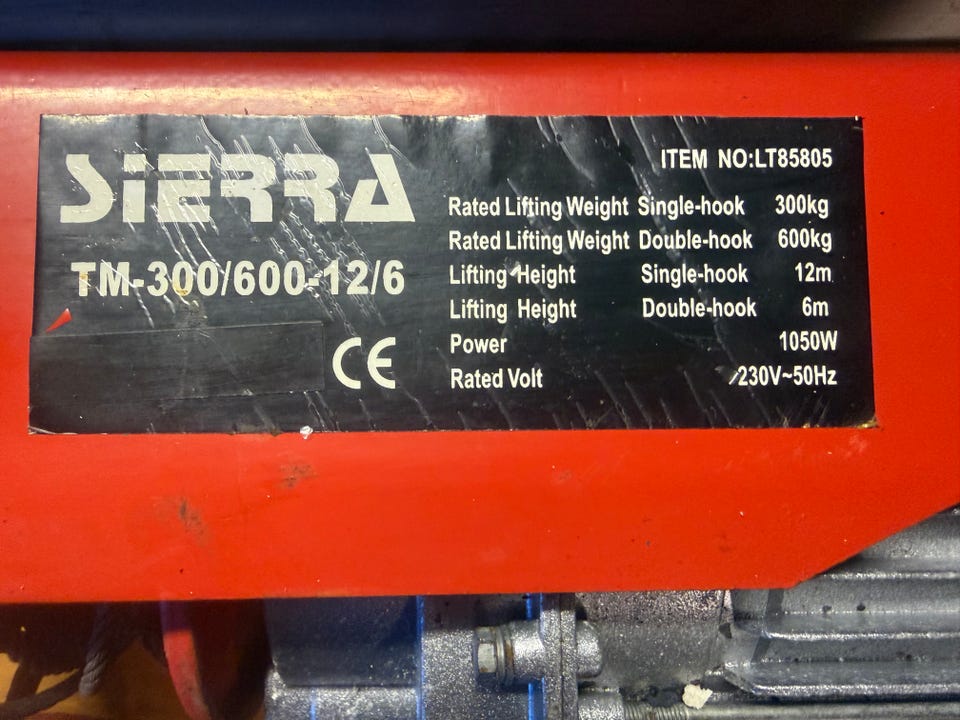 SIERRA
TM-300/600-12/6
CE
ITEM NO:LT85805
Rated Lifting Weight Single-hook 300kg
Rated Lifting Weight Double-hook 600kg
Lifting Height Single-hook 12m
Lifting Height Double-hook 6m
Power 1050W
Rated Volt 230V~50Hz